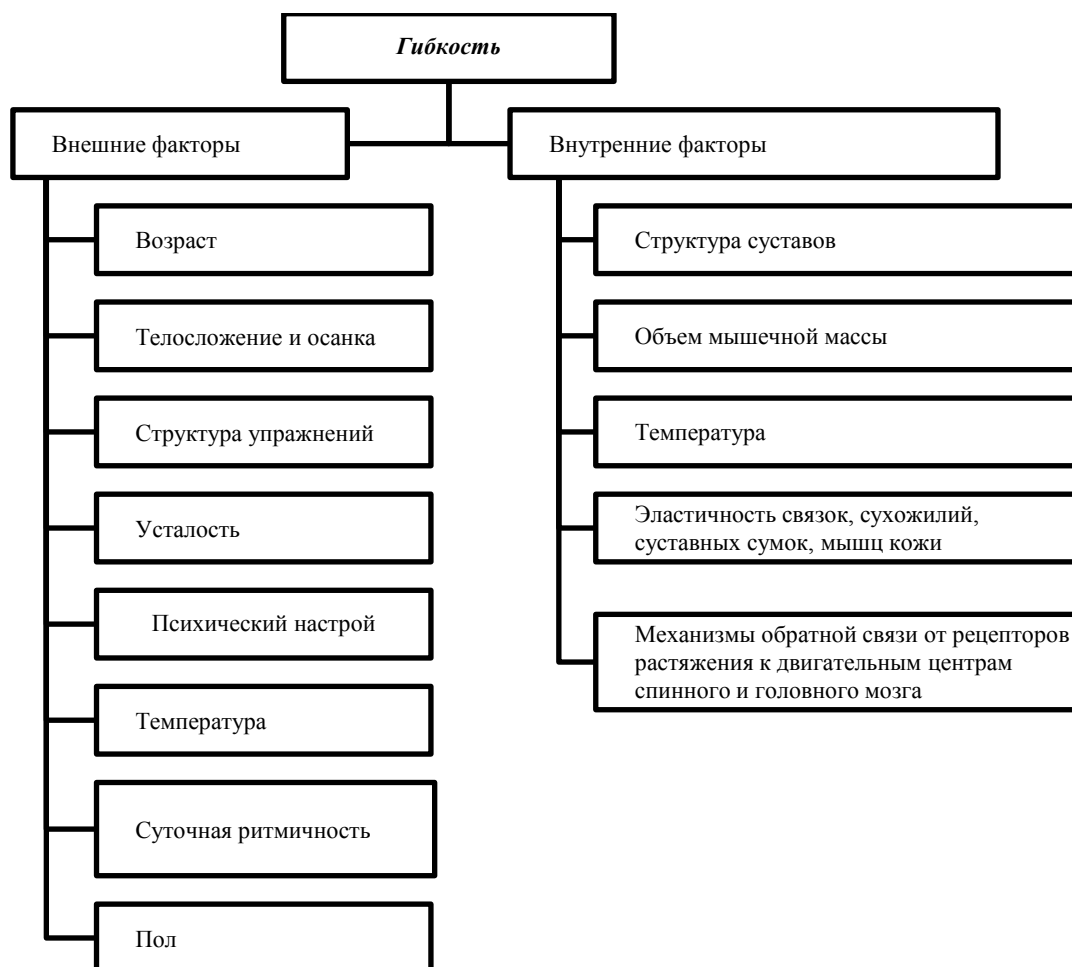 Гибкость
Внешние факторы
Возраст
Телосложение и осанка
Структура упражнений
Усталость
Психический настрой
Температура
Суточная ритмичность
Пол
Внутренние факторы
Структура суставов
Объем мышечной массы
Температура
Эластичность связок, сухожилий,
суставных сумок, мышц кожи
Механизмы обратной связи от рецепторов
растяжения к двигательным центрам
спинного и головного мозга